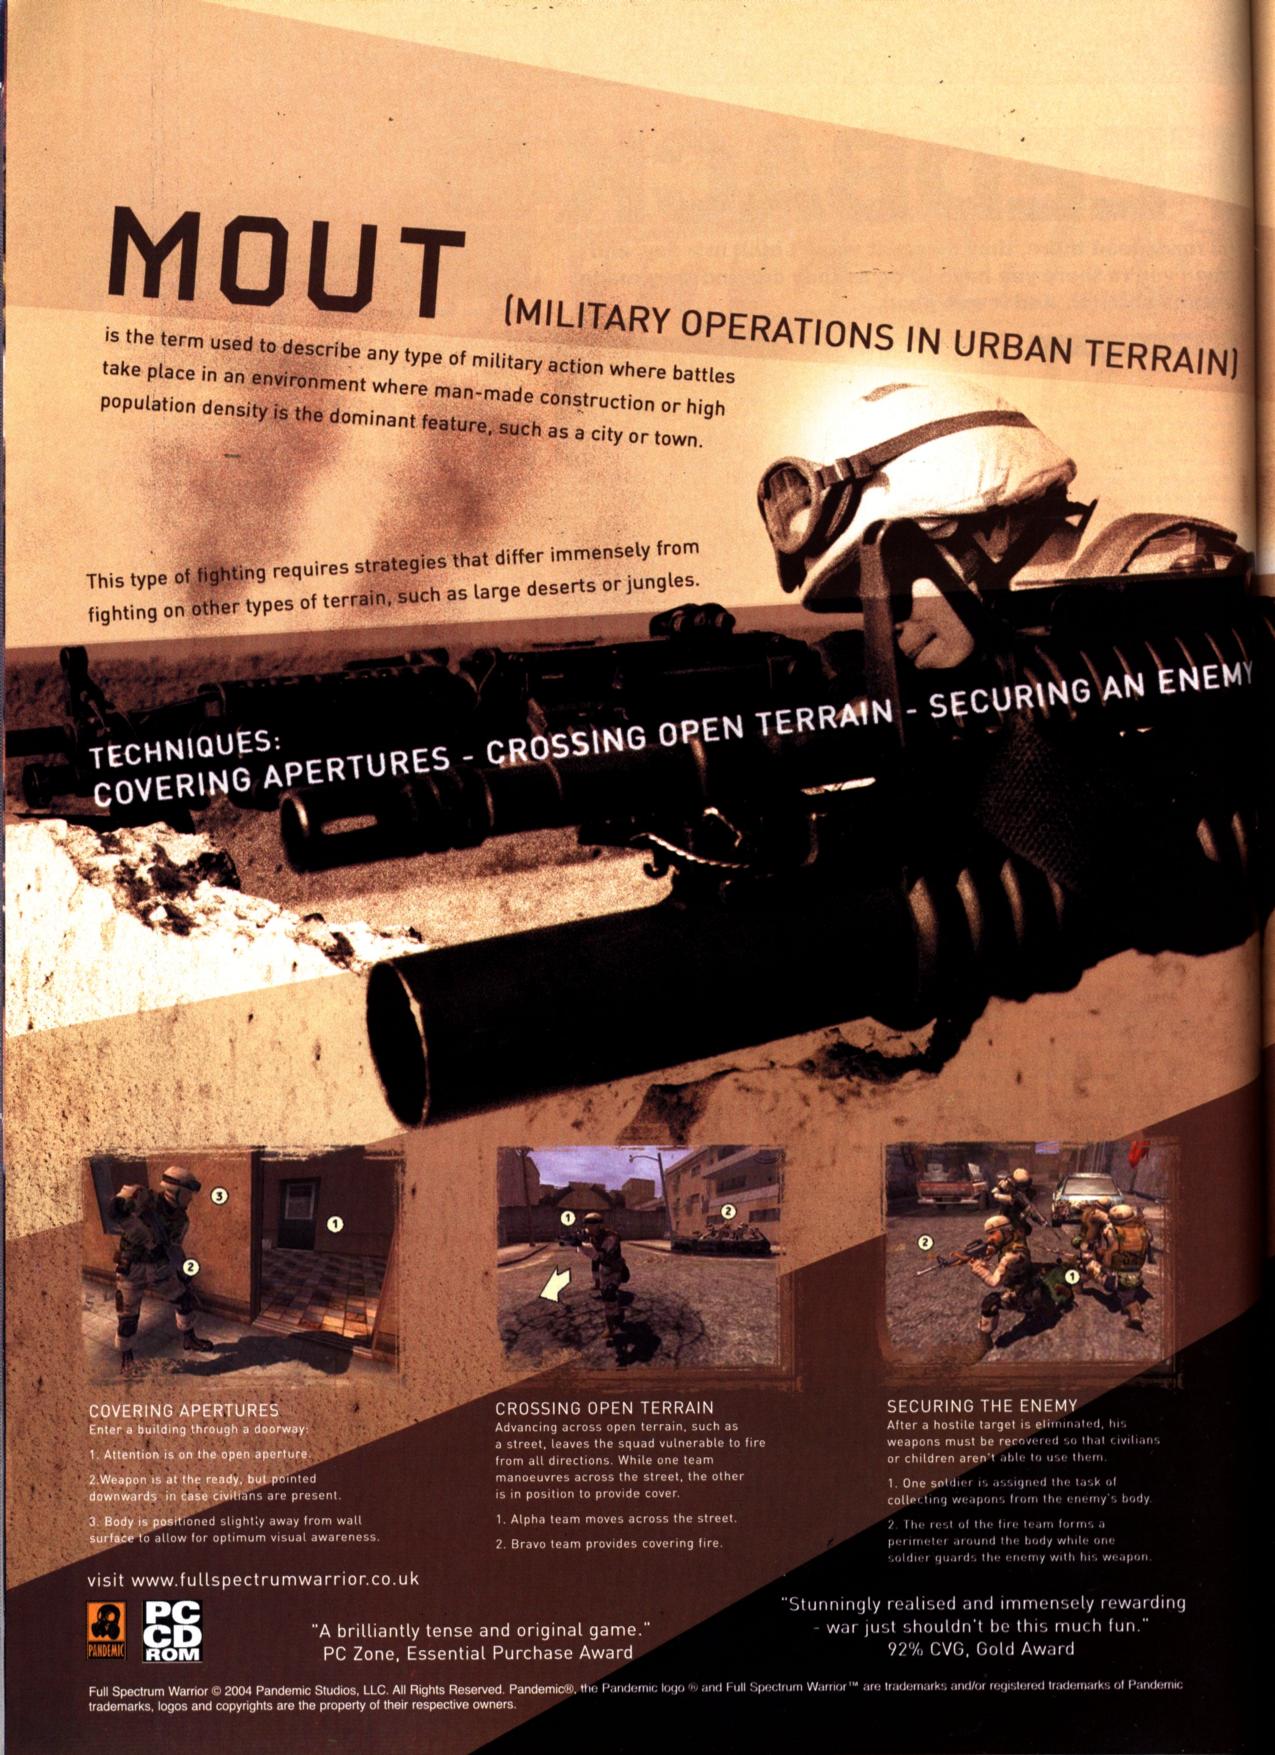 MOUT
(MILITARY OPERATIONS IN URBAN TERRAIN)
is the term used to describe any type of military action where battles
take place in an environment where man-made construction or high
population density is the dominant feature, such as a city or town.
This type of fighting requires strategies that differ immensely from
fighting on other types of terrain, such as large deserts or jungles.
TECHNIQUES:
COVERING APERTURES - CROSSING OPEN TERRAIN - SECURING AN ENEMY
3
1
2
1
2
2
1
COVERING APERTURES
Enter a building through a doorway:
1. Attention is on the open aperture.
2.Weapon is at the ready, but pointed
downwards in case civilians are present.
3. Body is positioned slightly away from wall
surface to allow for optimum visual awareness.
CROSSING OPEN TERRAIN
Advancing across open terrain, such as
a street, leaves the squad vulnerable to fire
from all directions. While one team
manoeuvres across the street, the other
is in position to provide cover.
1. Alpha team moves across the street.
2. Bravo team provides covering fire.
SECURING THE ENEMY
After a hostile target is eliminated, his
weapons must be recovered so that civilians
or children aren't able to use them.
1. One soldier is assigned the task of
collecting weapons from the enemy's body.
2. The rest of the fire team forms a
perimeter around the body while one
soldier guards the enemy with his weapon.
visit www.fullspectrumwarrior.co.uk
PANDEMIC
PC
CD
ROM
"A brilliantly tense and original game."
PC Zone, Essential Purchase Award
"Stunningly realised and immensely rewarding
- war just shouldn't be this much fun."
92% CVG, Gold Award
Full Spectrum Warrior © 2004 Pandemic Studios, LLC. All Rights Reserved. Pandemic®, the Pandemic logo ® and Full Spectrum Warrior™ are trademarks and/or registered trademarks of Pandemic
trademarks, logos and copyrights are the property of their respective owners.